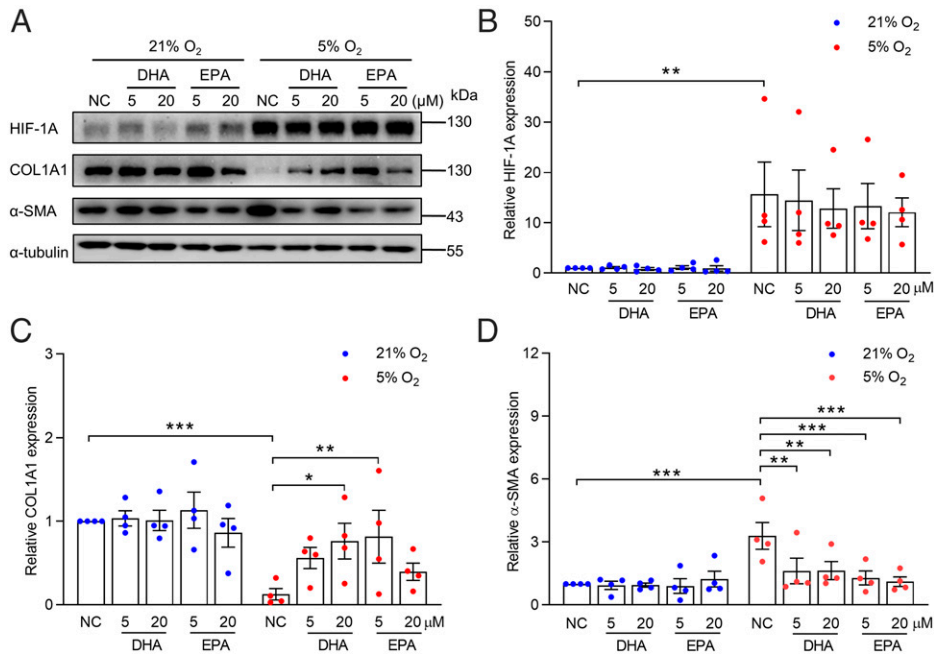 A
21% O2 5% O2
DHA EPA DHA EPA
NC 5 20 5 20 NC 5 20 5 20 (μM) kDa
HIF-1A 130
COL1A1 130
α-SMA 43
α-tubulin 55
B
21% O2
5% O2
Relative HIF-1A expression
50
40
30
20
10
0
**
NC 5 20 5 20 NC 5 20 5 20 μM
DHA EPA DHA EPA
C
21% O2
5% O2
Relative COL1A1 expression
3
2
1
0
***
**
*
NC 5 20 5 20 NC 5 20 5 20 μM
DHA EPA DHA EPA
D
21% O2
5% O2
Relative α-SMA expression
12
9
6
3
0
***
***
***
**
**
NC 5 20 5 20 NC 5 20 5 20 μM
DHA EPA DHA EPA